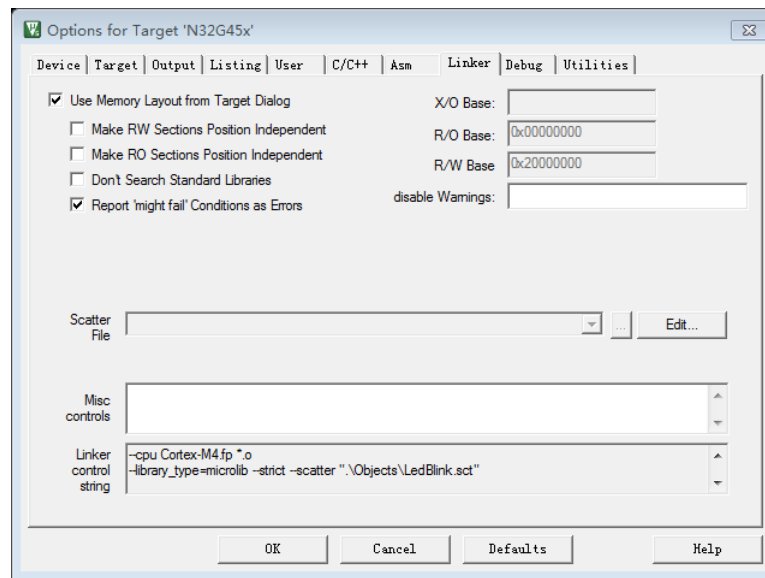 Options for Target 'N32G45x'
Device Target Output Listing User C/C++ Asm Linker Debug Utilities
Use Memory Layout from Target Dialog
Make RW Sections Position Independent
Make RO Sections Position Independent
Don't Search Standard Libraries
Report 'might fail' Conditions as Errors
X/O Base:
R/O Base: 0x00000000
R/W Base 0x20000000
disable Warnings:
Scatter
File
... Edit...
Misc
controls
Linker
control
string
--cpu Cortex-M4.fp *.o
--library_type=microlib --strict --scatter ".\Objects\LedBlink.sct"
OK Cancel Defaults Help